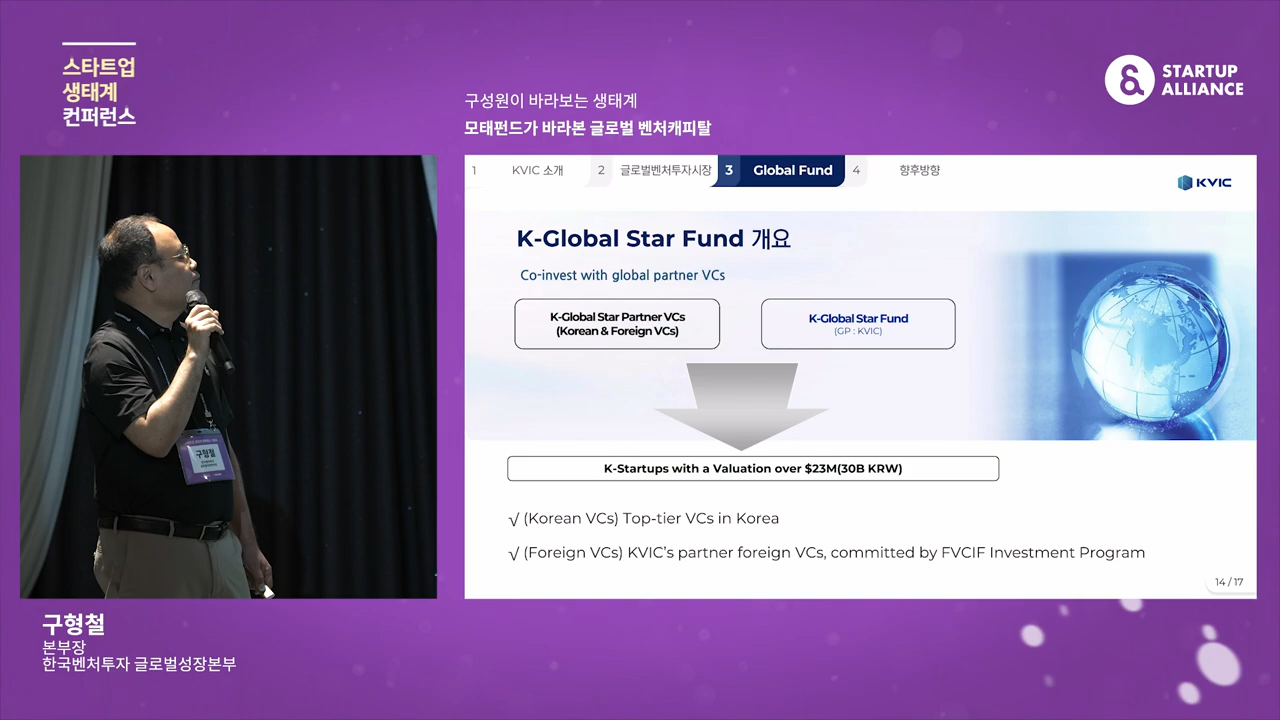 스타트업
생태계
컨퍼런스
STARTUP
ALLIANCE
구성원이 바라보는 생태계
모태펀드가 바라본 글로벌 벤처캐피탈
1 KVIC 소개 2 글로벌벤처투자시장 3 Global Fund 4 향후방향
KVIC
K-Global Star Fund 개요
Co-invest with global partner VCs
K-Global Star Partner VCs
(Korean & Foreign VCs)
K-Global Star Fund
(GP : KVIC)
K-Startups with a Valuation over $23M(30B KRW)
√ (Korean VCs) Top-tier VCs in Korea
√ (Foreign VCs) KVIC's partner foreign VCs, committed by FVCIF Investment Program
14 / 17
구형철
구형철
본부장
한국벤처투자 글로벌성장본부